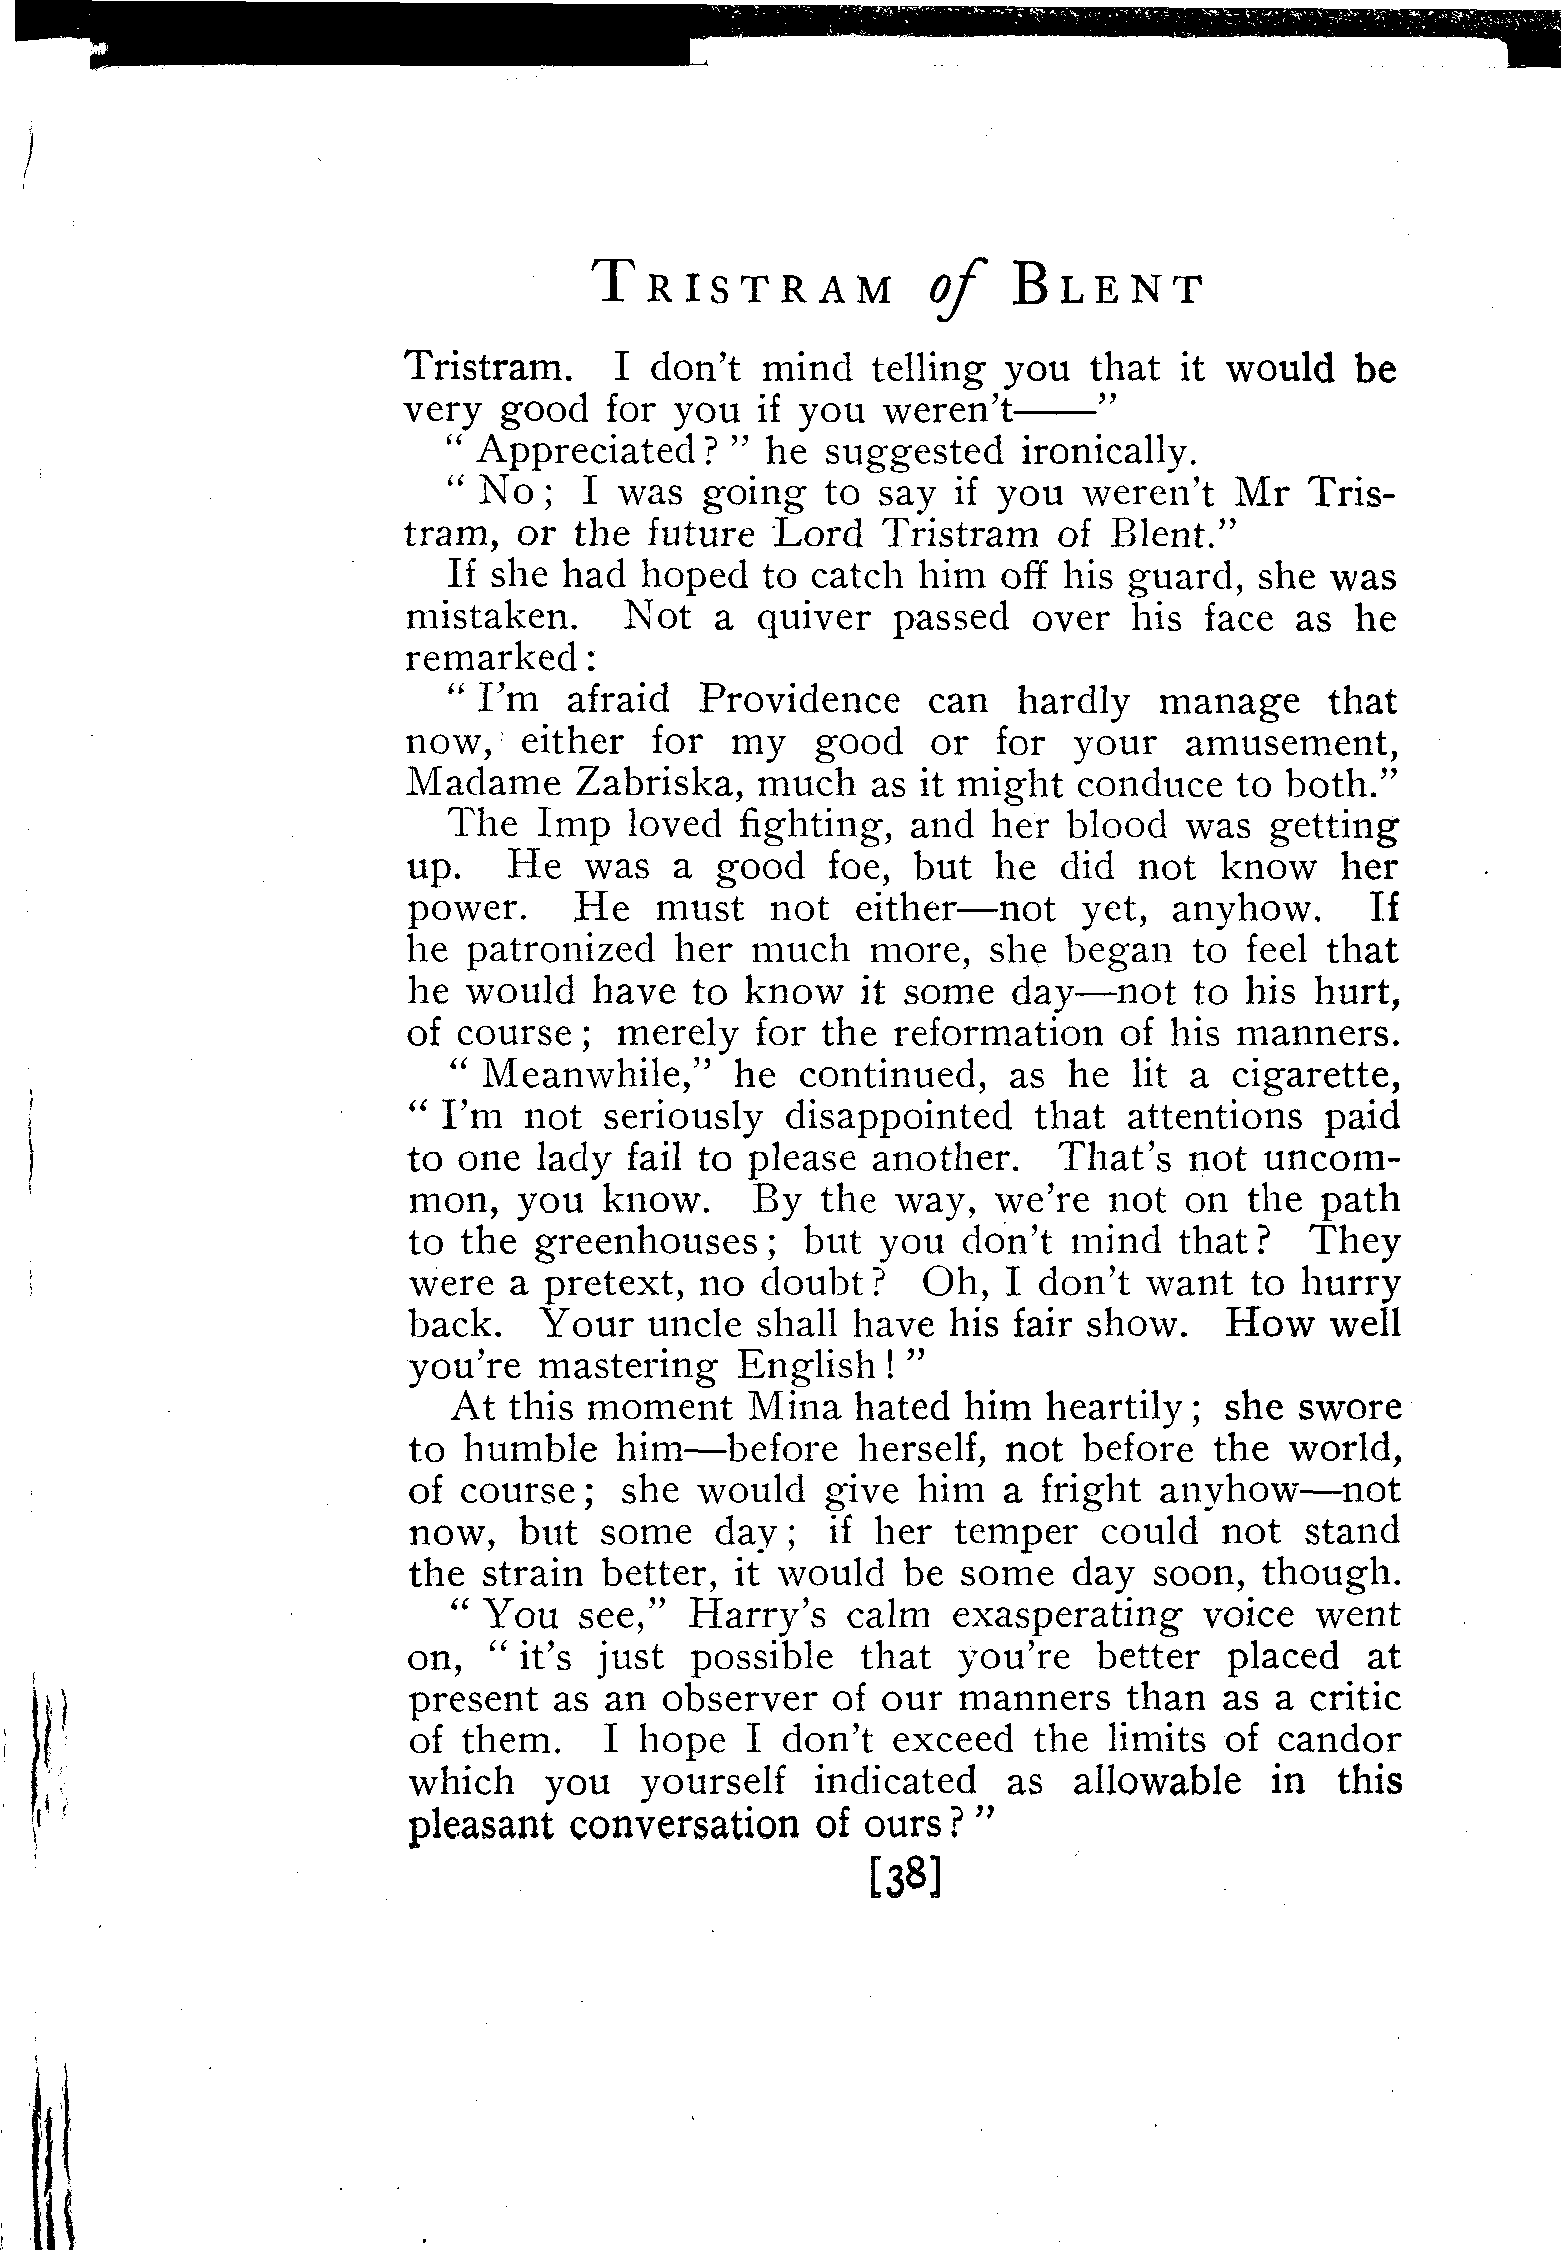 TRISTRAM of BLENT
Tristram. I don't mind telling you that it would be
very good for you if you weren't——"
" Appreciated? " he suggested ironically.
" No; I was going to say if you weren't Mr Tris-
tram, or the future Lord Tristram of Blent."
If she had hoped to catch him off his guard, she was
mistaken. Not a quiver passed over his face as he
remarked:
" I'm afraid Providence can hardly manage that
now, either for my good or for your amusement,
Madame Zabriska, much as it might conduce to both."
The Imp loved fighting, and her blood was getting
up. He was a good foe, but he did not know her
power. He must not either—not yet, anyhow. If
he patronized her much more, she began to feel that
he would have to know it some day—not to his hurt,
of course; merely for the reformation of his manners.
" Meanwhile," he continued, as he lit a cigarette,
" I'm not seriously disappointed that attentions paid
to one lady fail to please another. That's not uncom-
mon, you know. By the way, we're not on the path
to the greenhouses; but you don't mind that? They
were a pretext, no doubt? Oh, I don't want to hurry
back. Your uncle shall have his fair show. How well
you're mastering English! "
At this moment Mina hated him heartily; she swore
to humble him—before herself, not before the world,
of course; she would give him a fright anyhow—not
now, but some day; if her temper could not stand
the strain better, it would be some day soon, though.
" You see," Harry's calm exasperating voice went
on, " it's just possible that you're better placed at
present as an observer of our manners than as a critic
of them. I hope I don't exceed the limits of candor
which you yourself indicated as allowable in this
pleasant conversation of ours? "
[38]